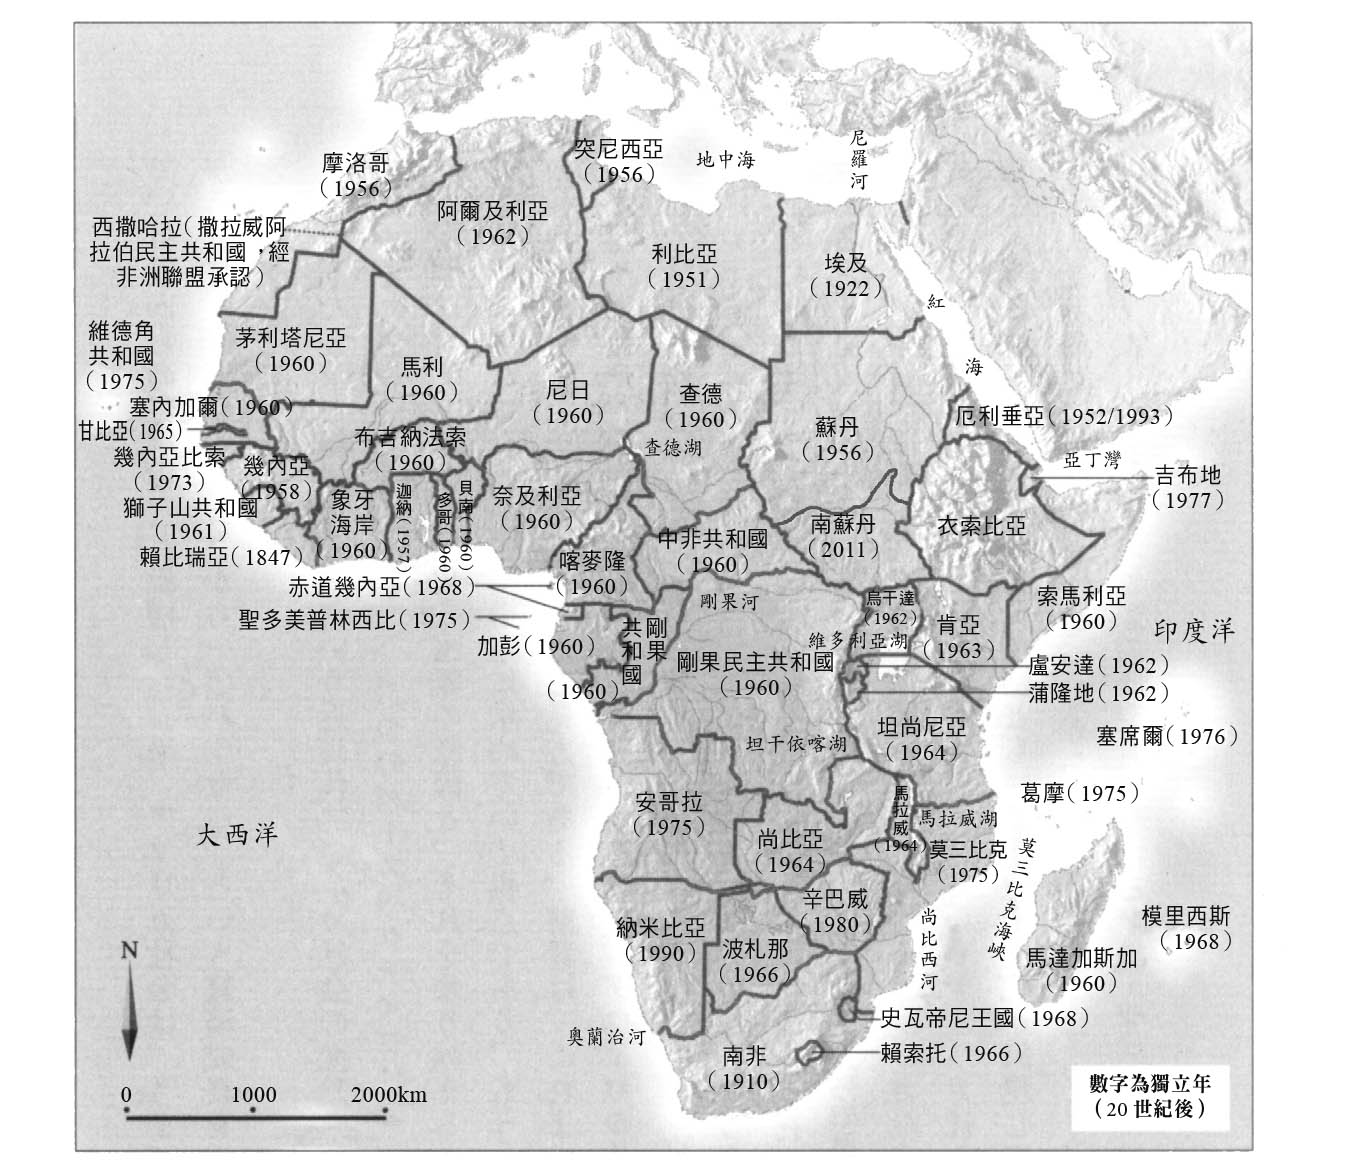 尼羅河
地中海
突尼西亞
（1956）
摩洛哥
（1956）
阿爾及利亞
（1962）
西撒哈拉（撒拉威阿
拉伯民主共和國，經
非洲聯盟承認）
利比亞
（1951）
埃及
（1922）
紅
海
維德角
共和國
（1975）
茅利塔尼亞
（1960）
馬利
（1960）
尼日
（1960）
查德
（1960）
蘇丹
（1956）
厄利垂亞（1952/1993）
塞內加爾（1960）
甘比亞（1965）
布吉納法索
（1960）
查德湖
亞丁灣
幾內亞比索
（1973）
幾內亞
（1958）
吉布地
（1977）
獅子山共和國
（1961）
象牙
海岸
（1960）
迦納（1957）
多哥（1960
貝南（1960）
奈及利亞
（1960）
南蘇丹
（2011）
衣索比亞
賴比瑞亞（1847）
中非共和國
（1960）
喀麥隆
（1960）
赤道幾內亞（1968）
剛果河
烏干達
（1962）
索馬利亞
（1960）
聖多美普林西比（1975）
加彭（1960）
剛果
共和國
（1960）
維多利亞湖
肯亞
（1963）
印度洋
剛果民主共和國
（1960）
盧安達（1962）
蒲隆地（1962）
坦尚尼亞
（1964）
塞席爾（1976）
坦干依喀湖
葛摩（1975）
安哥拉
（1975）
馬拉威
（1964）
馬拉威湖
大西洋
尚比亞
（1964）
莫三比克
（1975）
莫三比克海峽
辛巴威
（1980）
納米比亞
（1990）
波札那
（1966）
尚比西河
模里西斯
（1968）
馬達加斯加
（1960）
N
史瓦帝尼王國（1968）
奧蘭治河
南非
（1910）
賴索托（1966）
0 1000 2000km
數字為獨立年
（20世紀後）